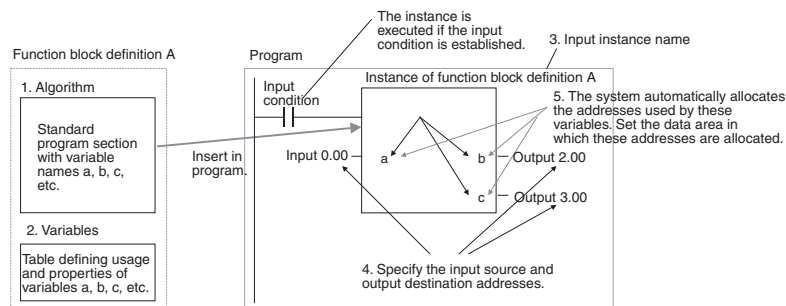 The instance is
executed if the input
condition is established.
3. Input instance name
Function block definition A
Program
1. Algorithm
Standard
program section
with variable
names a, b, c,
etc.
2. Variables
Table defining usage
and properties of
variables a, b, c, etc.
Insert in
program.
Input
condition
Instance of function block definition A
5. The system automatically allocates
the addresses used by these
variables. Set the data area in
which these addresses are allocated.
Input 0.00
a
b
Output 2.00
c
Output 3.00
4. Specify the input source and
output destination addresses.